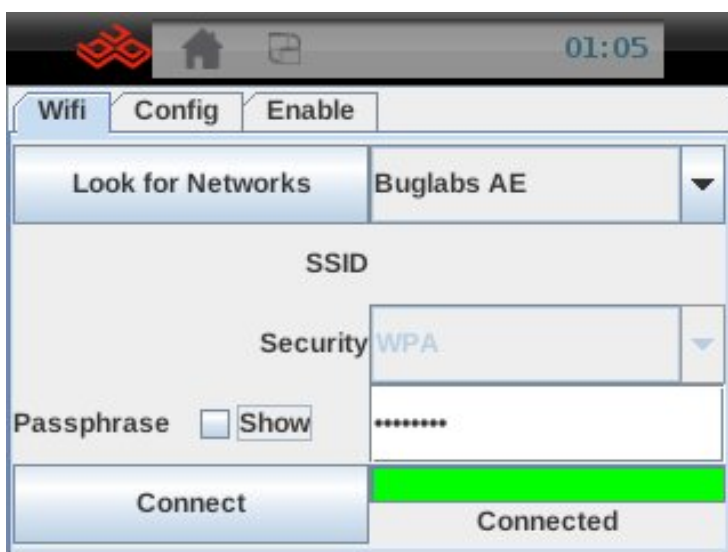 01:05
Wifi Config Enable
Look for Networks Buglabs AE
SSID
Security WPA
Passphrase Show ••••••••
Connect
Connected